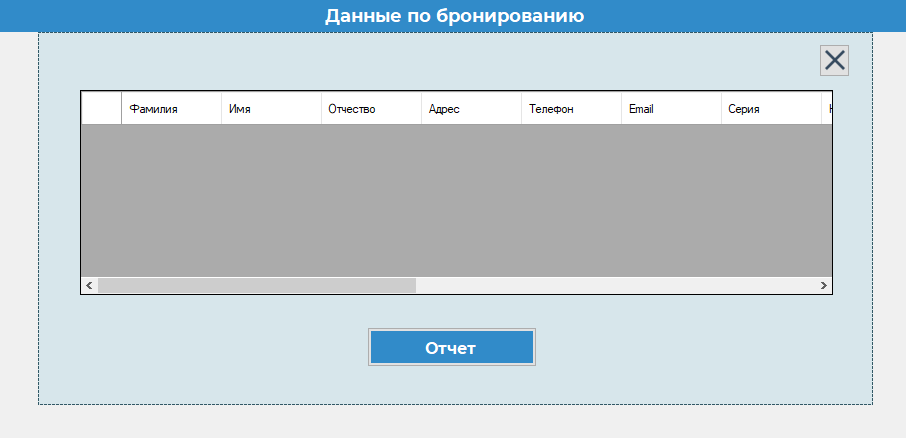 Данные по бронированию
Фамилия Имя Отчество Адрес Телефон Email Серия
Отчет